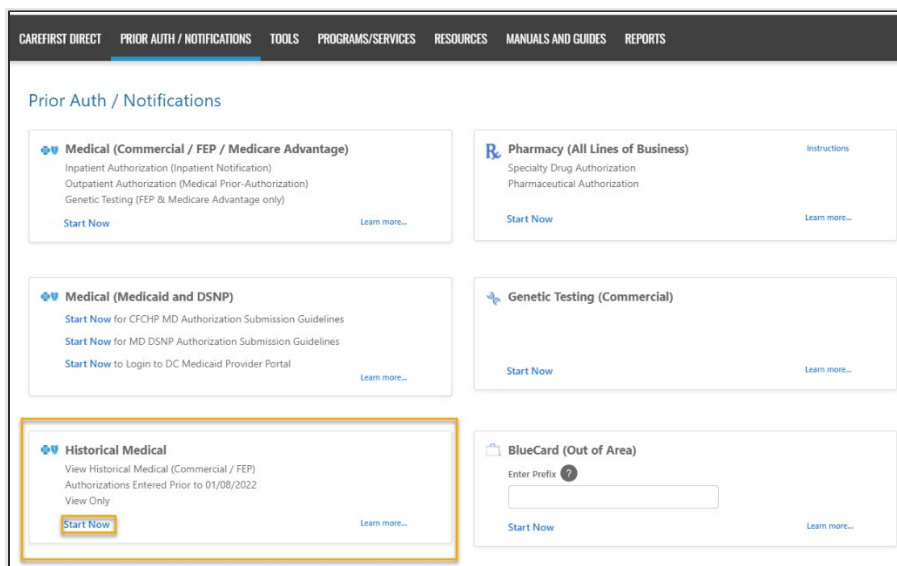 CAREFIRST DIRECT PRIOR AUTH / NOTIFICATIONS TOOLS PROGRAMS/SERVICES RESOURCES MANUALS AND GUIDES REPORTS
Prior Auth / Notifications
Medical (Commercial / FEP / Medicare Advantage)
Inpatient Authorization (Inpatient Notification)
Outpatient Authorization (Medical Prior-Authorization)
Genetic Testing (FEP & Medicare Advantage only)
Start Now Learn more...
Rx Pharmacy (All Lines of Business) Instructions
Specialty Drug Authorization
Pharmaceutical Authorization
Start Now Learn more...
Medical (Medicaid and DSNP)
Start Now for CFCHP MD Authorization Submission Guidelines
Start Now for MD DSNP Authorization Submission Guidelines
Start Now to Login to DC Medicaid Provider Portal
Learn more...
Genetic Testing (Commercial)
Start Now Learn more...
Historical Medical
View Historical Medical (Commercial / FEP)
Authorizations Entered Prior to 01/08/2022
View Only
Start Now Learn more...
BlueCard (Out of Area)
Enter Prefix ?
Start Now Learn more...